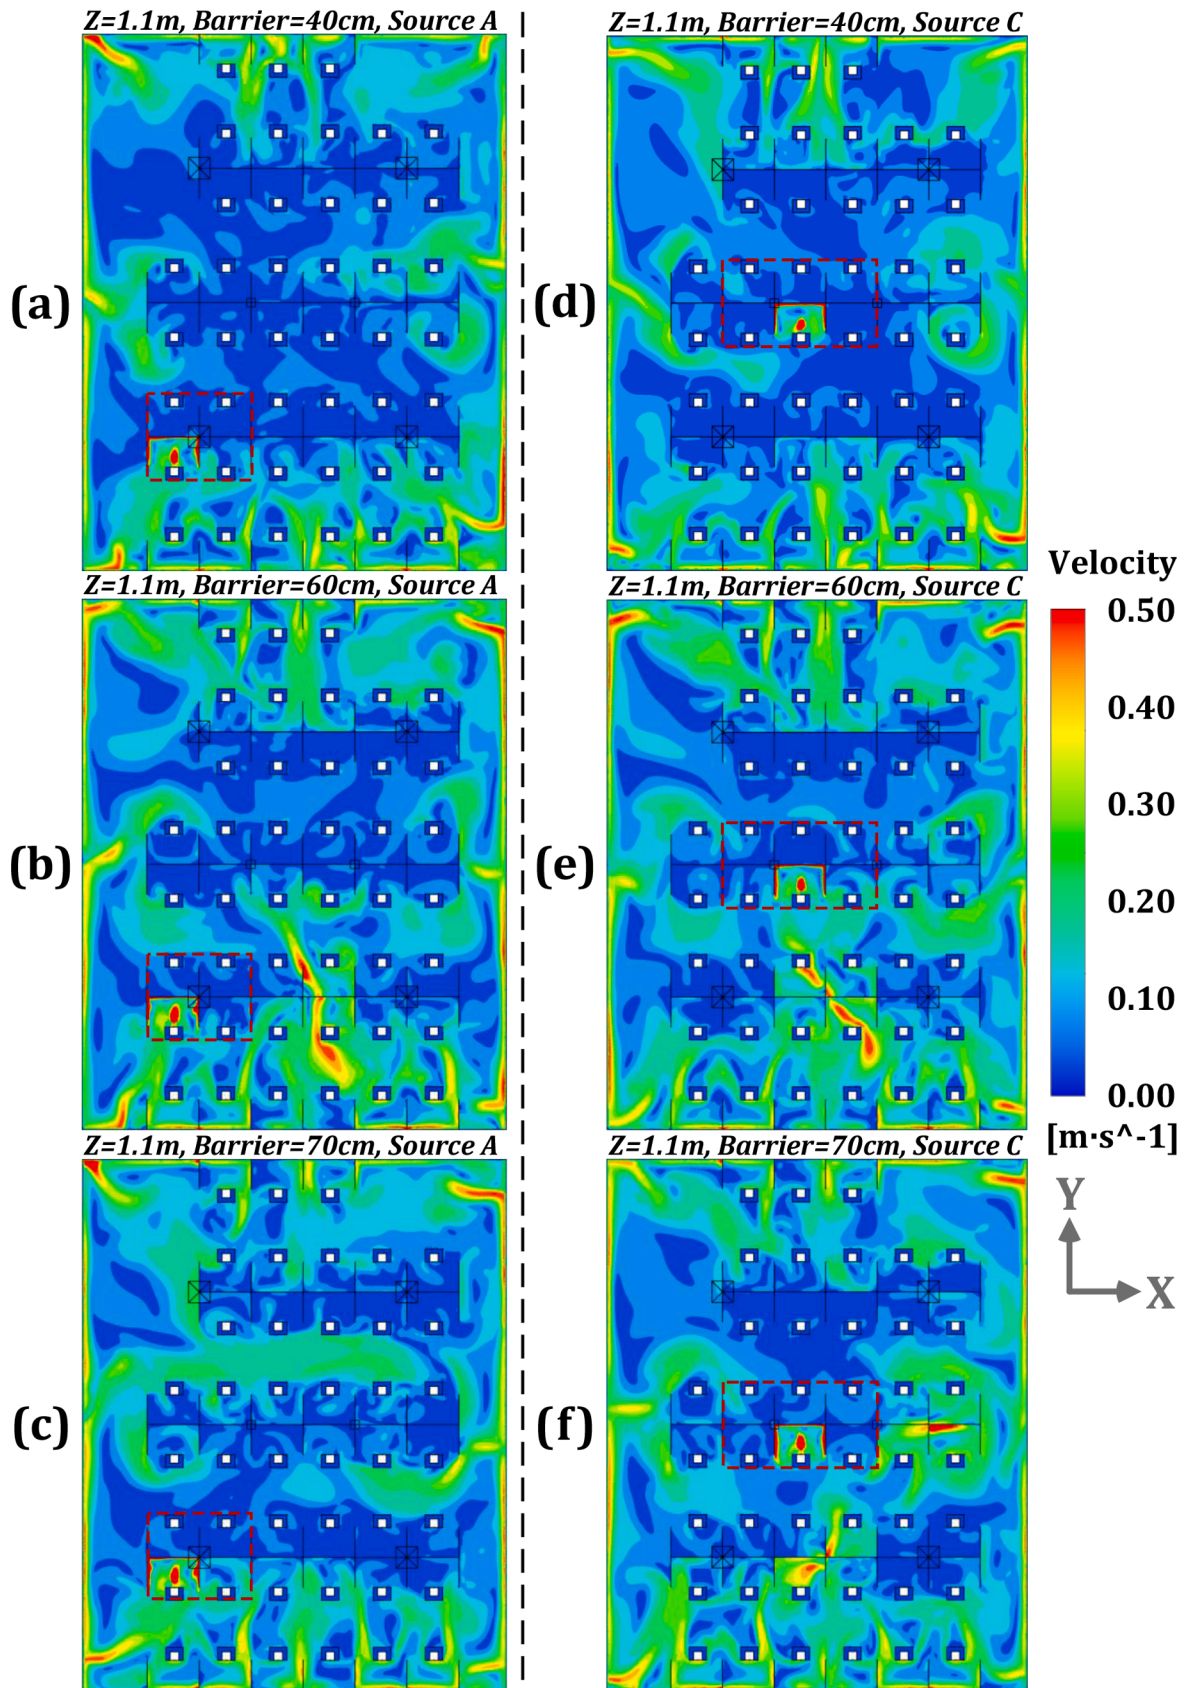 Z=1.1m, Barrier=40cm, Source A
Z=1.1m, Barrier=40cm, Source C
(a)
(d)
Z=1.1m, Barrier=60cm, Source A
Z=1.1m, Barrier=60cm, Source C
(b)
(e)
Velocity
0.50
0.40
0.30
0.20
0.10
0.00
[m·s^-1]
Z=1.1m, Barrier=70cm, Source A
Z=1.1m, Barrier=70cm, Source C
(c)
(f)
Y
X